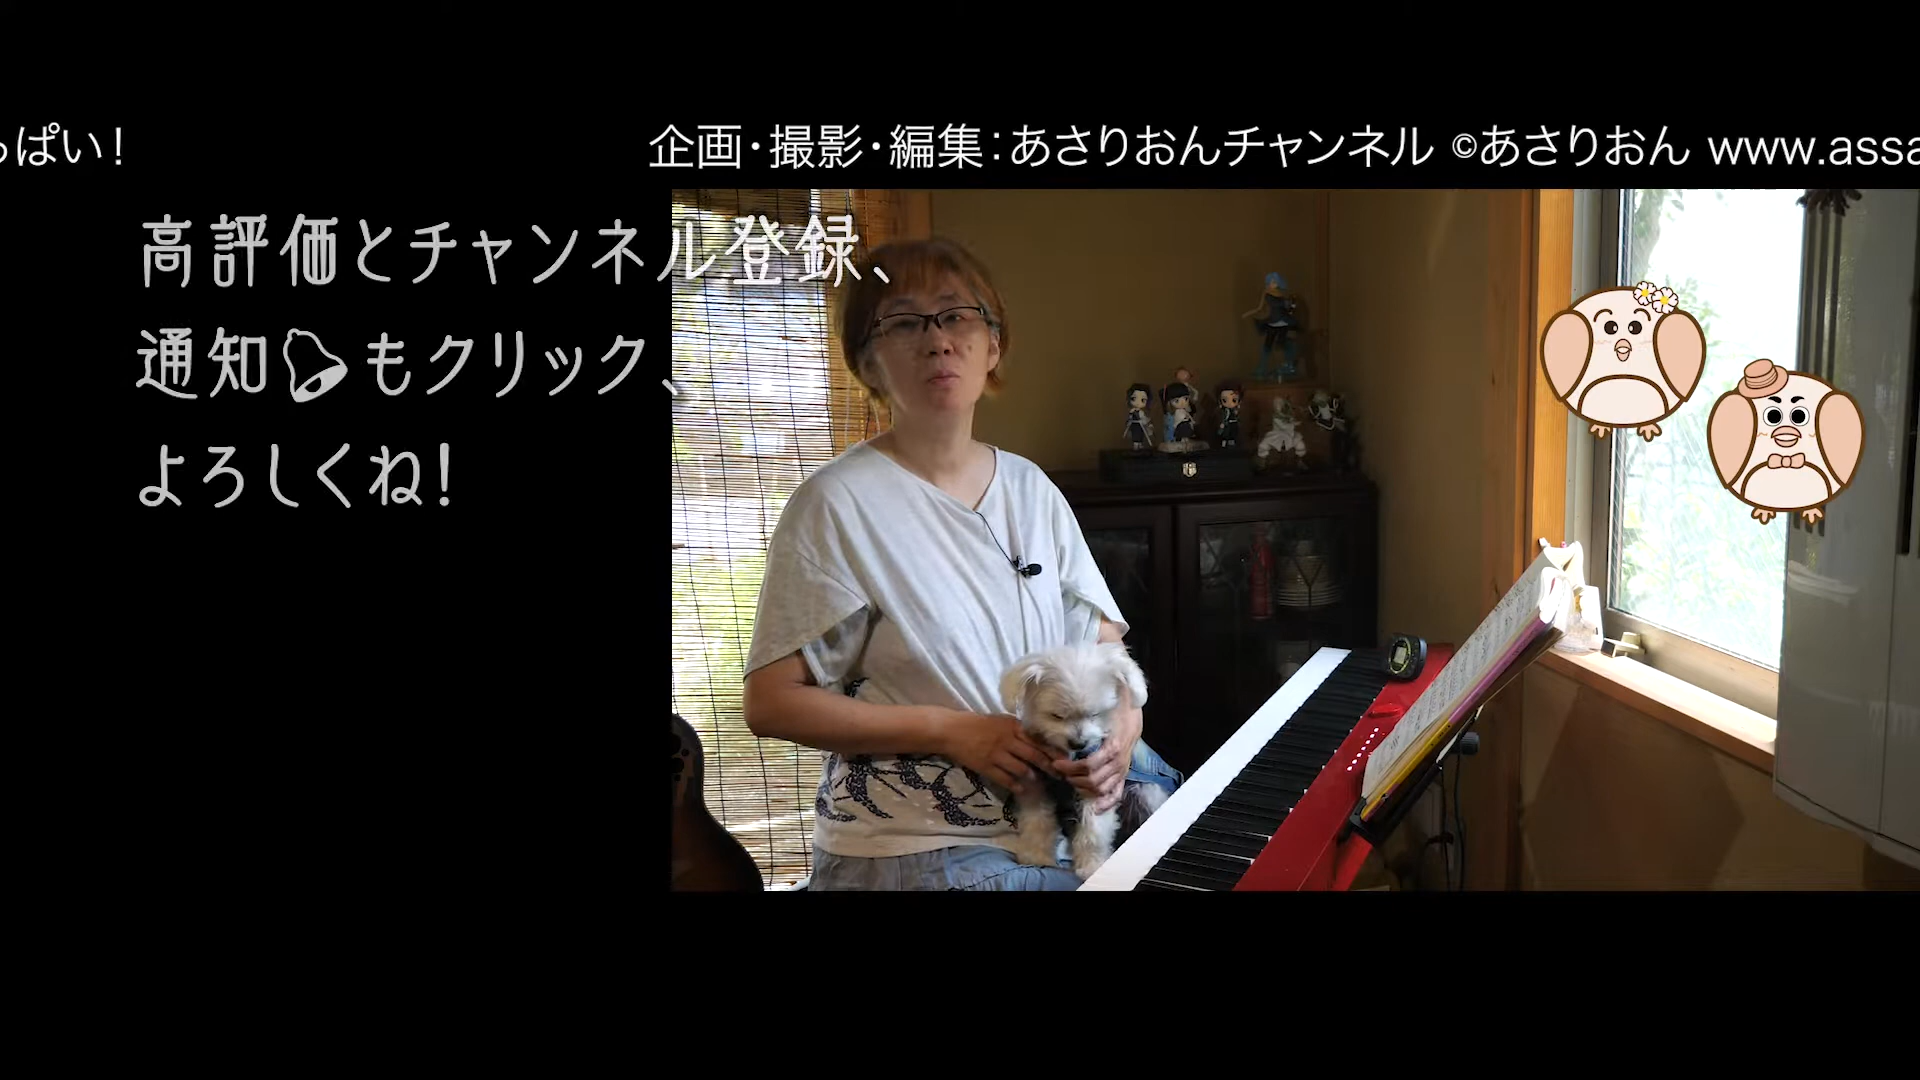 っぱい! 企画・撮影・編集:あさりおんチャンネル ©あさりおん www.assa
高評価とチャンネル登録、
通知🔔もクリック、
よろしくね!